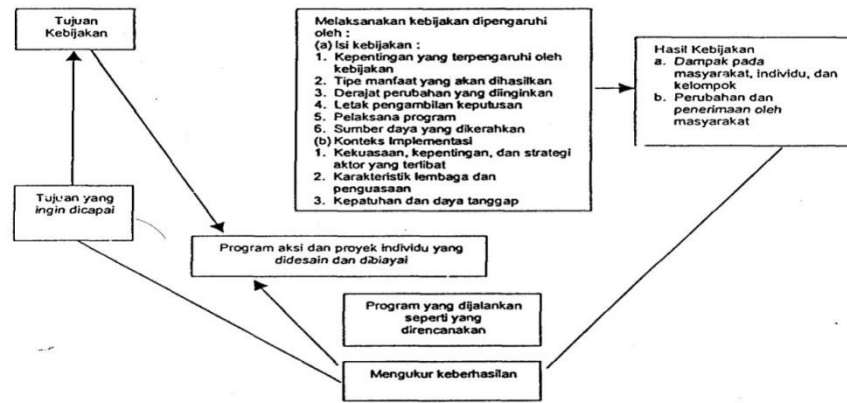 Tujuan
Kebijakan
Melaksanakan kebijakan dipengaruhi
oleh :
(a) Isi kebijakan :
1. Kepentingan yang terpengaruhi oleh
kebijakan
2. Tipe manfaat yang akan dihasilkan
3. Derajat perubahan yang diinginkan
4. Letak pengambilan keputusan
5. Pelaksana program
6. Sumber daya yang dikerahkan
(b) Konteks Implementasi
1. Kekuasaan, kepentingan, dan strategi
aktor yang terlibat
2. Karakteristik lembaga dan
penguasaan
3. Kepatuhan dan daya tanggap
Hasil Kebijakan
a. Dampak pada
masyarakat, individu, dan
kelompok
b. Perubahan dan
penerimaan oleh
masyarakat
Tujuan yang
ingin dicapai
Program aksi dan proyek individu yang
didesain dan dibiayai
Program yang dijalankan
seperti yang
direncanakan
Mengukur keberhasilan